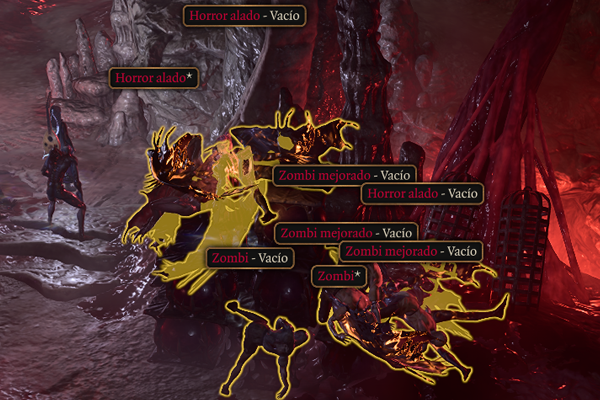 Horror alado - Vacío
Horror alado*
Zombi mejorado - Vacío
Horror alado - Vacío
Zombi mejorado - Vacío
Zombi mejorado - Vacío
Zombi - Vacío
Zombi*